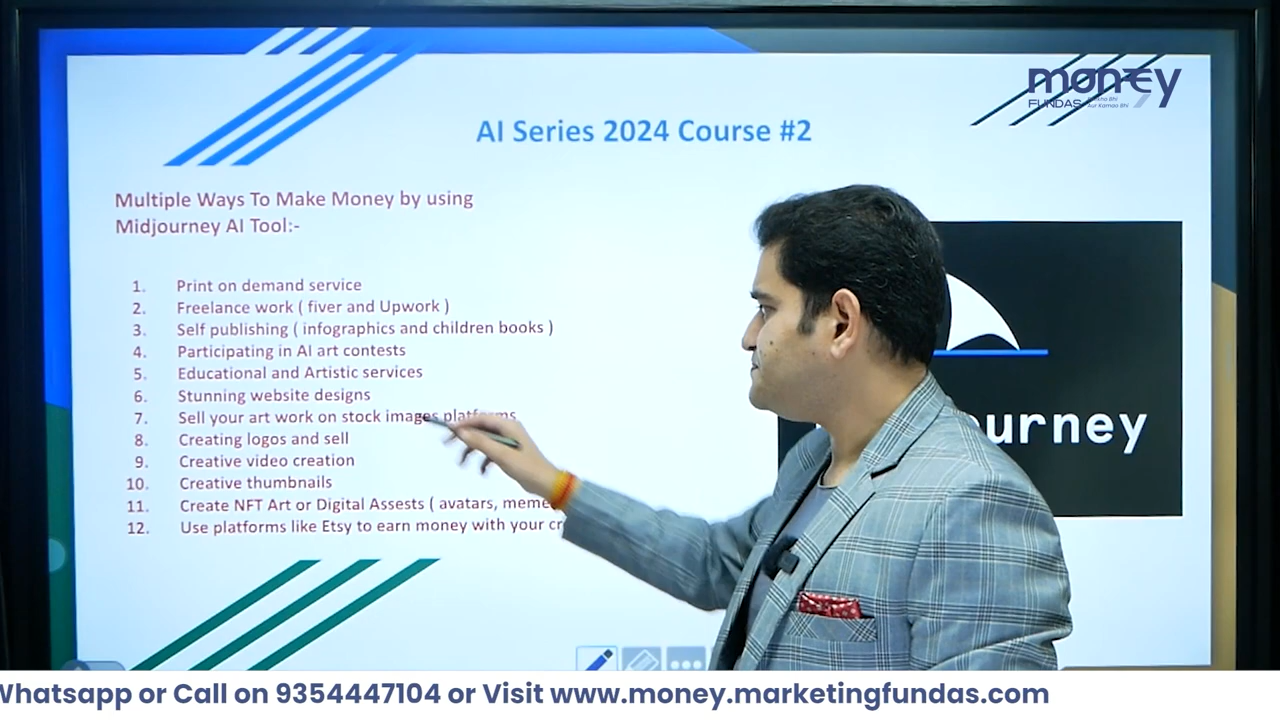 money
FUNDAS
AI Series 2024 Course #2
Multiple Ways To Make Money by using
Midjourney AI Tool:-
1. Print on demand service
2. Freelance work ( fiver and Upwork )
3. Self publishing ( infographics and children books )
4. Participating in AI art contests
5. Educational and Artistic services
6. Stunning website designs
7. Sell your art work on stock images platforms
8. Creating logos and sell
9. Creative video creation
10. Creative thumbnails
11. Create NFT Art or Digital Assests ( avatars,
12. Use platforms like Etsy to earn money with your
urney
Whatsapp or Call on 9354447104 or Visit www.money.marketingfundas.com